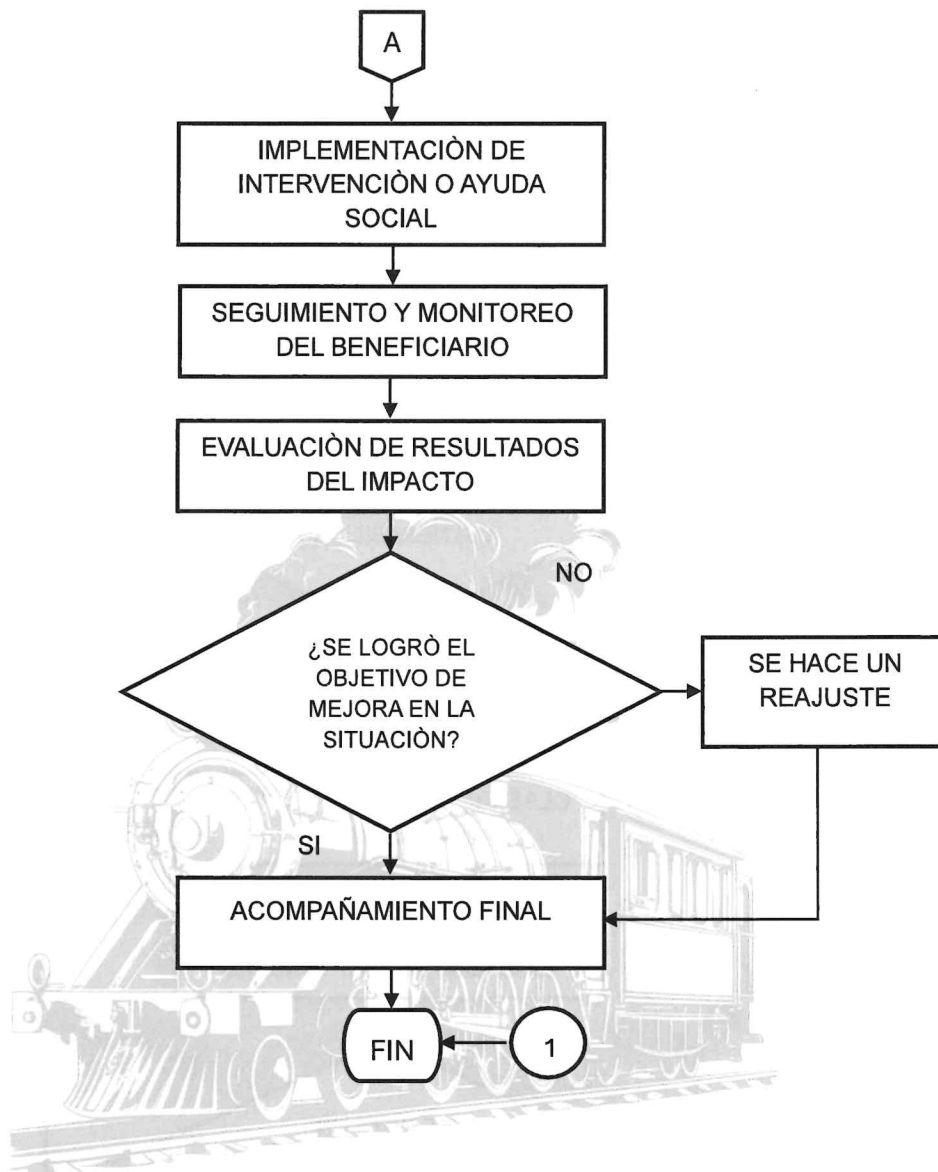 A
IMPLEMENTACIÒN DE
INTERVENCIÒN O AYUDA
SOCIAL
SEGUIMIENTO Y MONITOREO
DEL BENEFICIARIO
EVALUACIÒN DE RESULTADOS
DEL IMPACTO
NO
¿SE LOGRÒ EL
OBJETIVO DE
MEJORA EN LA
SITUACIÒN?
SE HACE UN
REAJUSTE
SI
ACOMPAÑAMIENTO FINAL
FIN
1